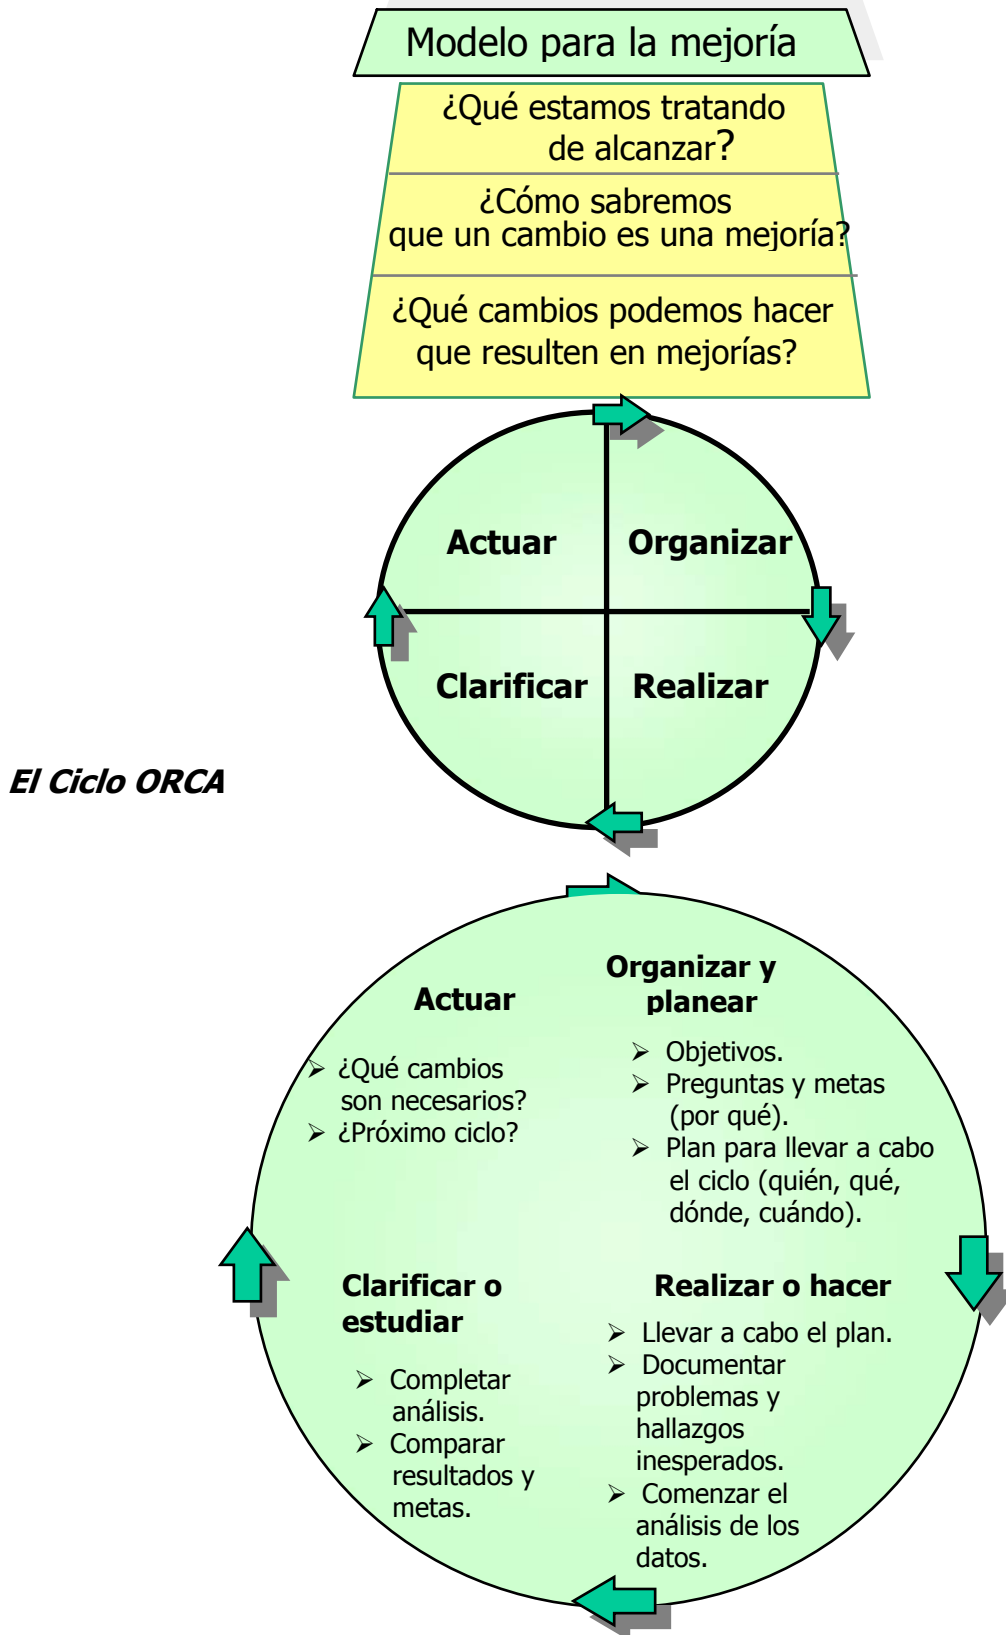 Modelo para la mejoría
¿Qué estamos tratando
de alcanzar?
¿Cómo sabremos
que un cambio es una mejoría?
¿Qué cambios podemos hacer
que resulten en mejorías?
Actuar
Organizar
Clarificar
Realizar
El Ciclo ORCA
Actuar
➢ ¿Qué cambios
son necesarios?
➢ ¿Próximo ciclo?
Organizar y
planear
➢ Objetivos.
➢ Preguntas y metas
(por qué).
➢ Plan para llevar a cabo
el ciclo (quién, qué,
dónde, cuándo).
Clarificar o
estudiar
➢ Completar
análisis.
➢ Comparar
resultados y
metas.
Realizar o hacer
➢ Llevar a cabo el plan.
➢ Documentar
problemas y
hallazgos
inesperados.
➢ Comenzar el
análisis de los
datos.